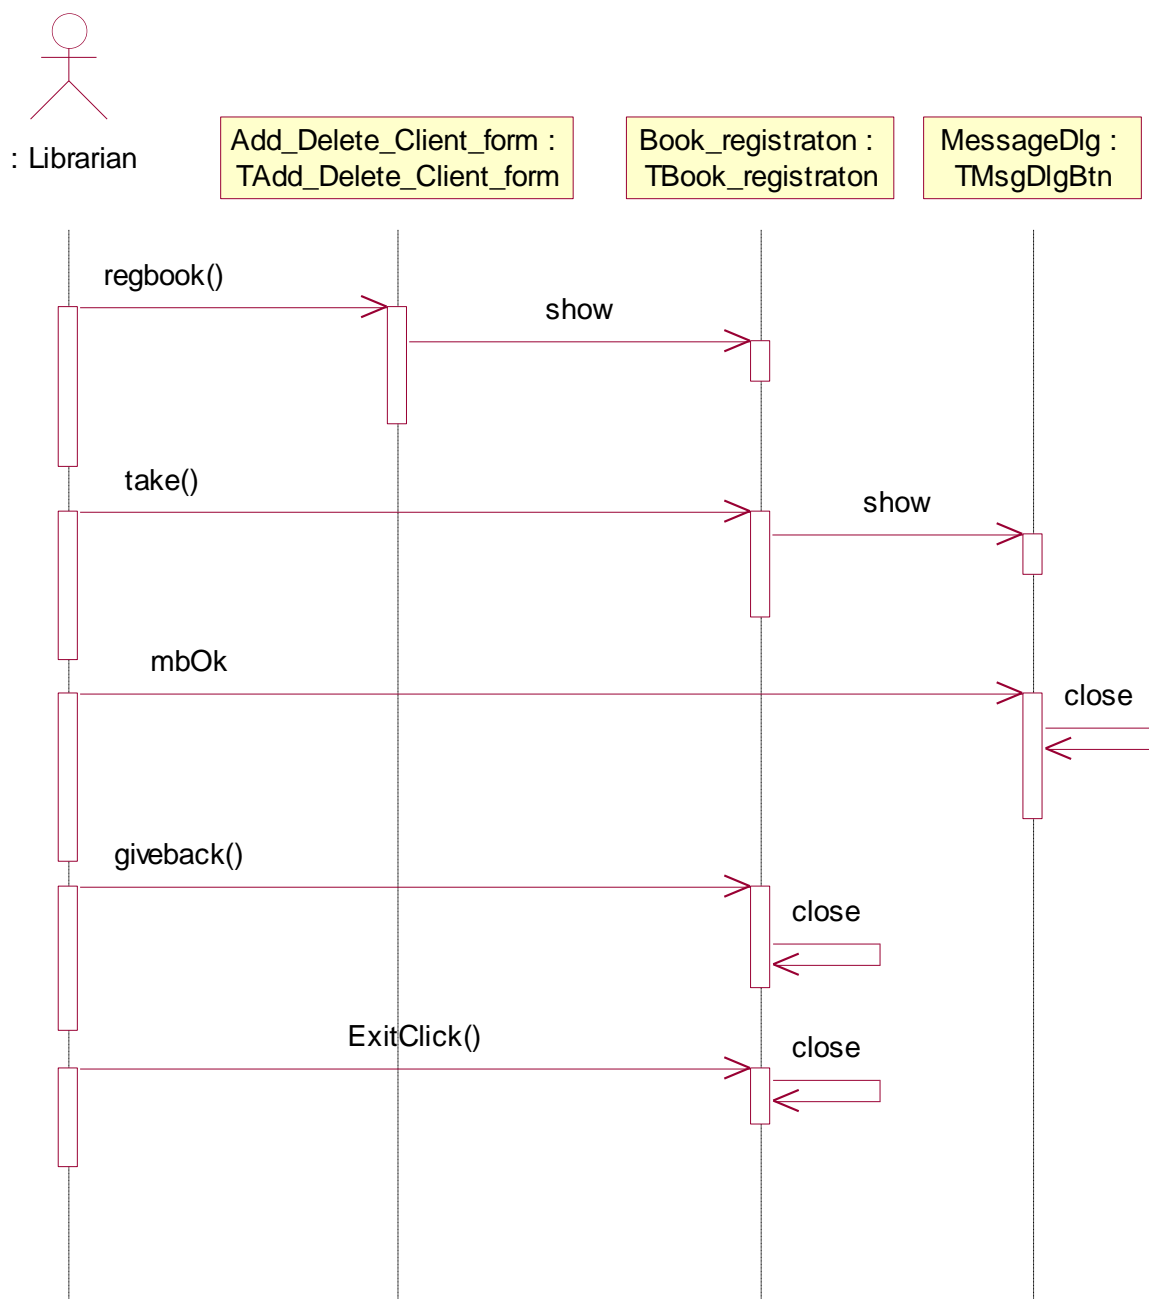 : Librarian
Add_Delete_Client_form :
TAdd_Delete_Client_form
Book_registraton :
TBook_registraton
MessageDlg :
TMsgDlgBtn
regbook()
show
take()
show
mbOk
close
giveback()
close
ExitClick()
close